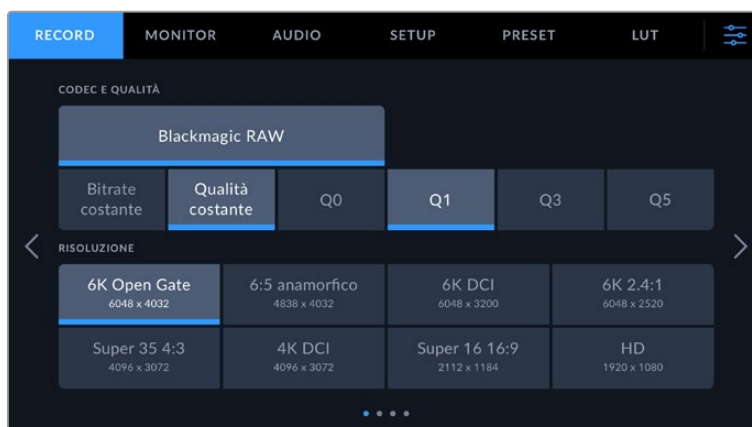 RECORD MONITOR AUDIO SETUP PRESET LUT
CODEC E QUALITÀ
Blackmagic RAW
Bitrate costante Qualità costante Q0 Q1 Q3 Q5
RISOLUZIONE
6K Open Gate 6:5 anamorfico 6K DCI 6K 2.4:1
6048 x 4032 4838 x 4032 6048 x 3200 6048 x 2520
Super 35 4:3 4K DCI Super 16 16:9 HD
4096 x 3072 4096 x 3072 2112 x 1184 1920 x 1080